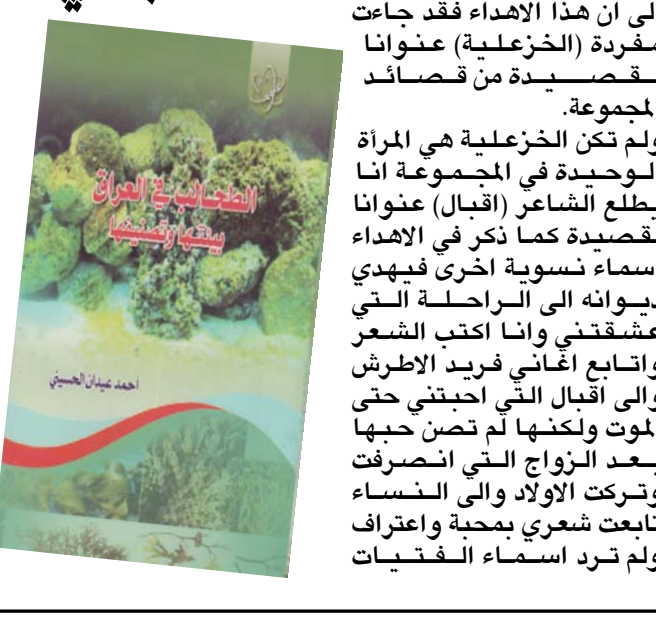 لى ان هذا الاهداء فقد جاءت
مفردة (الخزعلية) عنوانا
لقصيدة من قصائد
المجموعة.
ولم تكن الخزعلية هي المرأة
الوحيدة في المجموعة انا
يطلع الشاعر (اقبال) عنوانا
لقصيدة كما ذكر في الاهداء
اسماء نسوية اخرى فيهدي
ديوانه الى الراحلة التي
عشقتني وانا اكتب الشعر
واتابع اغاني فريد الاطرش
والى اقبال التي احبتني حتى
الموت ولكنها لم تصن حبها
بعد الزواج التي انصرفت
وتركت الاولاد والى النساء
تابعت شعري بمحبة واعتراف
ولم ترد اسماء الفتيات
الطحالب في العراق
بيئتها وتصنيفها
احمد عيدان الحسيني